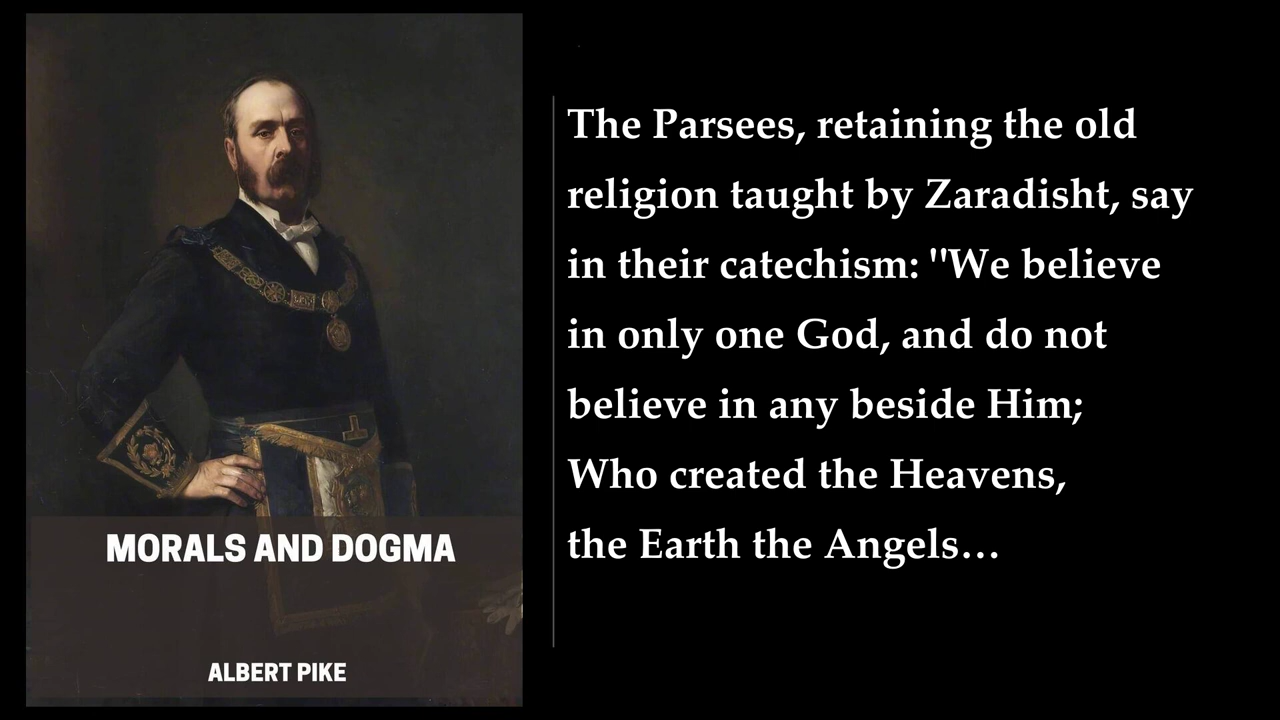 MORALS AND DOGMA
ALBERT PIKE
The Parsees, retaining the old
religion taught by Zaradisht, say
in their catechism: "We believe
in only one God, and do not
believe in any beside Him;
Who created the Heavens,
the Earth the Angels…